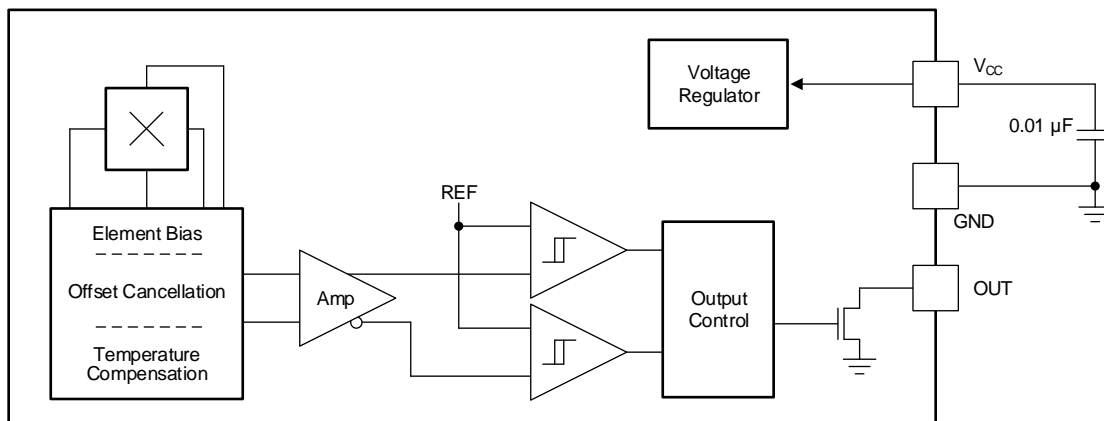 Voltage
Regulator
VCC
0.01 µF
REF
GND
Element Bias
Offset Cancellation
Temperature
Compensation
Amp
Output
Control
OUT